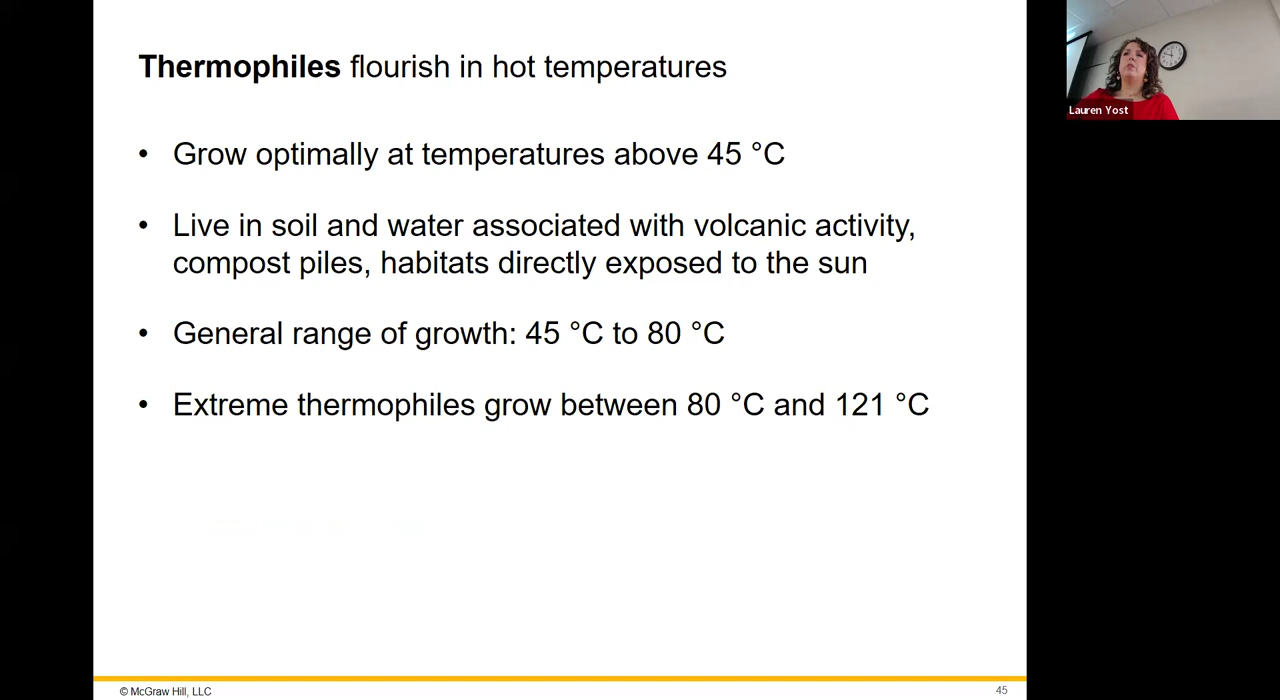 Thermophiles flourish in hot temperatures
• Grow optimally at temperatures above 45 °C
• Live in soil and water associated with volcanic activity,
compost piles, habitats directly exposed to the sun
• General range of growth: 45 °C to 80 °C
• Extreme thermophiles grow between 80 °C and 121 °C
© McGraw Hill, LLC
45
Lauren Yost